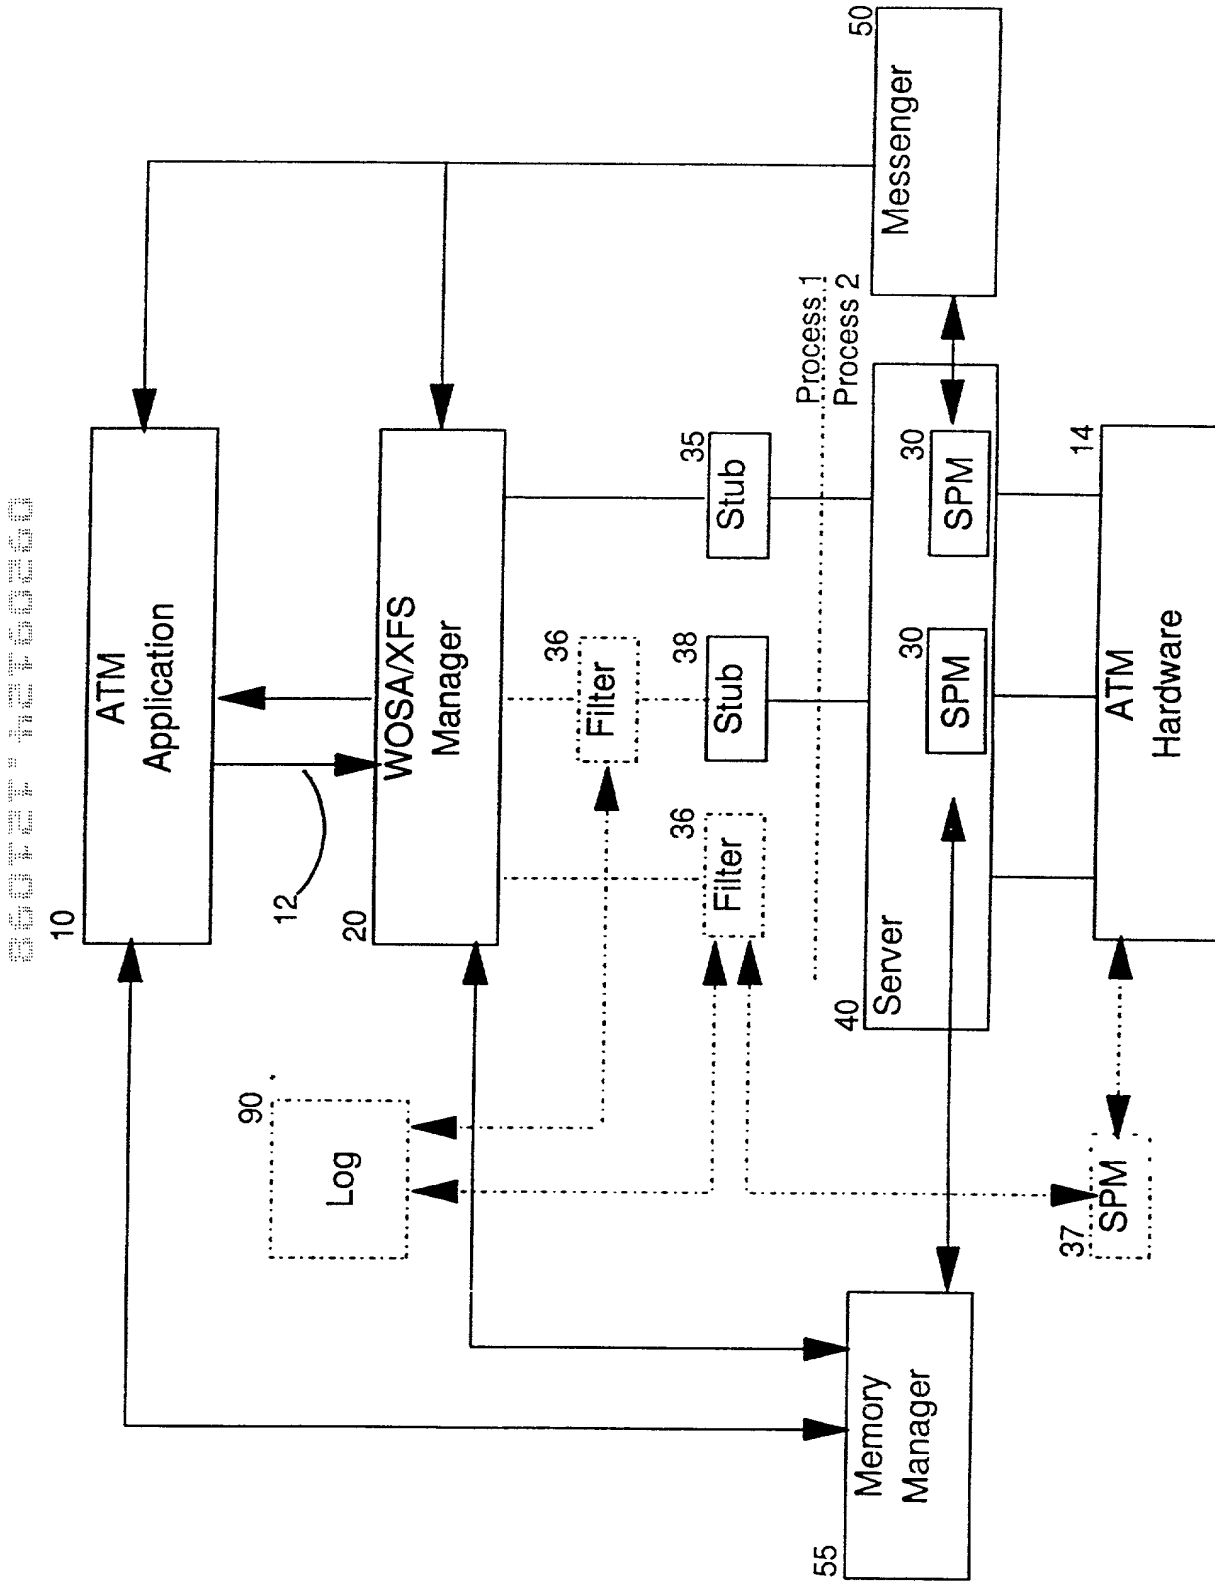 10
ATM
Application
12
20
WOSA/XFS
Manager
90
Log
36
Filter
36
Filter
38
Stub
35
Stub
Process 1
Process 2
40
Server
30
SPM
30
SPM
50
Messenger
55
Memory
Manager
37
SPM
14
ATM
Hardware